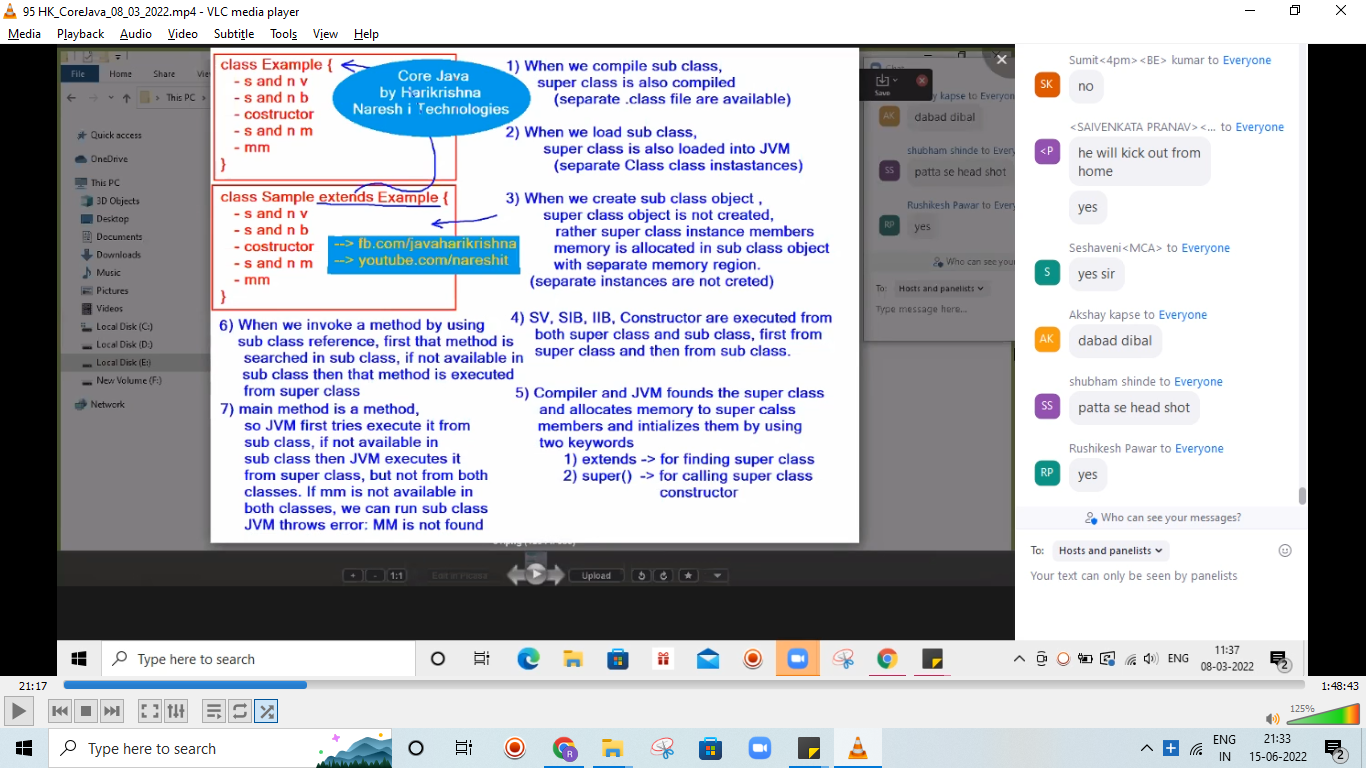 95 HK_CoreJava_08_03_2022.mp4 - VLC media player
Media Playback Audio Video Subtitle Tools View Help
class Example {
- s and n v
- s and n b
- costructor
- s and n m
- mm
}
Core Java
by Harikrishna
Naresh i Technologies
class Sample extends Example {
- s and n v
- s and n b
- costructor
- s and n m
- mm
}
--> fb.com/javaharikrishna
--> youtube.com/nareshit
1) When we compile sub class,
super class is also compiled
(separate .class file are available)
2) When we load sub class,
super class is also loaded into JVM
(separate Class class instastances)
3) When we create sub class object ,
super class object is not created,
rather super class instance members
memory is allocated in sub class object
with separate memory region.
(separate instances are not creted)
4) SV, SIB, IIB, Constructor are executed from
both super class and sub class, first from
super class and then from sub class.
5) Compiler and JVM founds the super class
and allocates memory to super calss
members and intializes them by using
two keywords
1) extends -> for finding super class
2) super() -> for calling super class
constructor
6) When we invoke a method by using
sub class reference, first that method is
searched in sub class, if not available in
sub class then that method is executed
from super class
7) main method is a method,
so JVM first tries execute it from
sub class, if not available in
sub class then JVM executes it
from super class, but not from both
classes. If mm is not available in
both classes, we can run sub class
JVM throws error: MM is not found
File Home Share
This PC
Quick access
OneDrive
This PC
3D Objects
Desktop
Documents
Downloads
Music
Pictures
Videos
Local Disk (C:)
Local Disk (D:)
Local Disk (E:)
New Volume (F:)
Network
Save
AK
dabad dibal
shubham shinde to Everyon
SS
patta se head shot
Rushikesh Pawar to Every
RP
yes
Who can see your
To: Hosts and panelists
Type message here...
+ - 1:1 Edit in Picasa Upload
Sumit<4pm><BE> kumar to Everyone
SK
no
<SAIVENKATA PRANAV><... to Everyone
<P
he will kick out from
home
yes
Seshaveni<MCA> to Everyone
S
yes sir
Akshay kapse to Everyone
AK
dabad dibal
shubham shinde to Everyone
SS
patta se head shot
Rushikesh Pawar to Everyone
RP
yes
Who can see your messages?
To: Hosts and panelists
Your text can only be seen by panelists
Type here to search
ENG
11:37
08-03-2022
2
21:17
1:48:43
125%
Type here to search
R
ENG
IN
21:33
15-06-2022
2